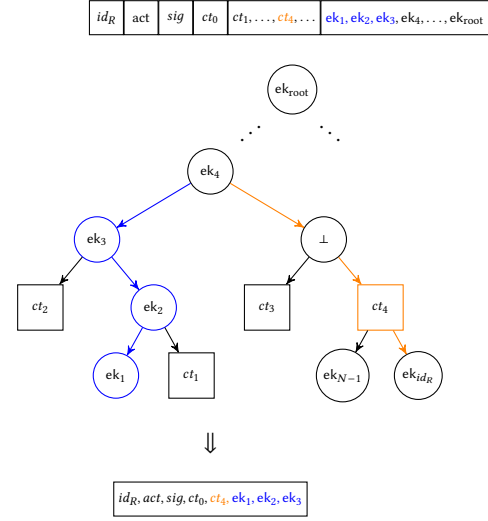 id_R act sig ct_0 ct_1, . . . , ct_4, . . . ek_1, ek_2, ek_3, ek_4, . . . , ek_root
ek_root
ek_4
ek_3 ⊥
ct_2 ek_2 ct_3 ct_4
ek_1 ct_1 ek_{N−1} ek_{id_R}
⇓
id_R, act, sig, ct_0, ct_4, ek_1, ek_2, ek_3